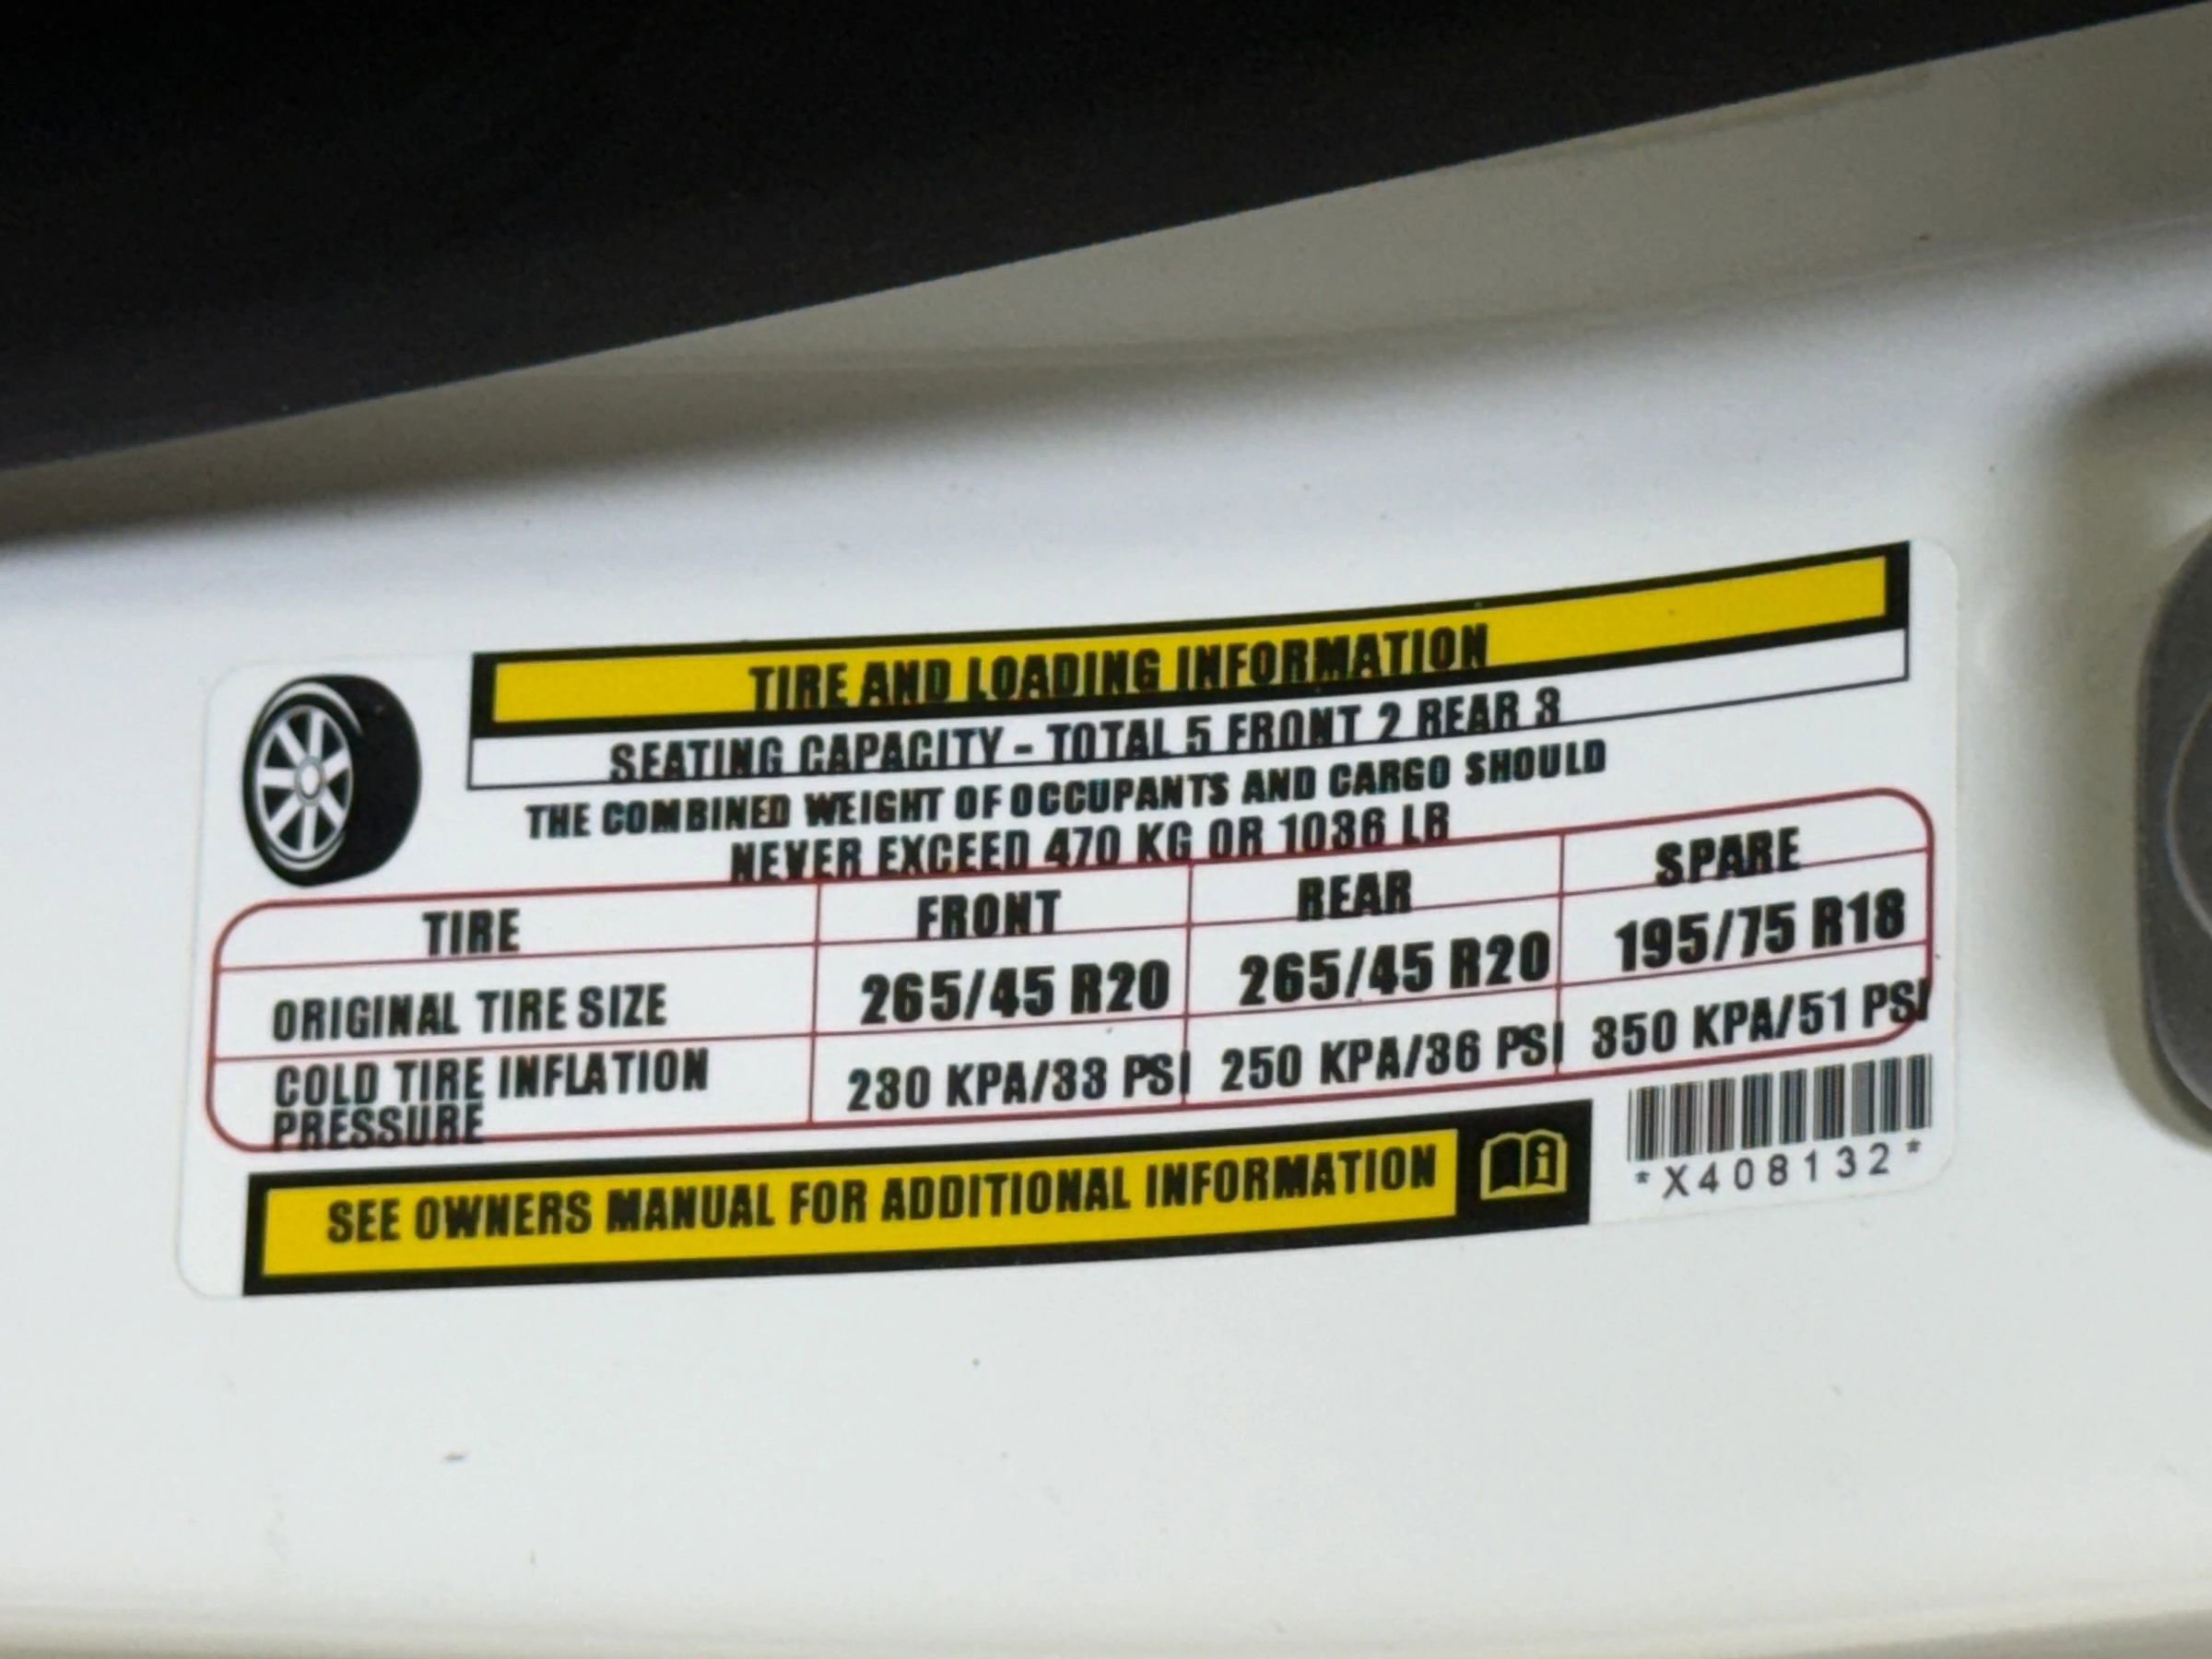 TIRE AND LOADING INFORMATION
SEATING CAPACITY - TOTAL 5 FRONT 2 REAR 3
THE COMBINED WEIGHT OF OCCUPANTS AND CARGO SHOULD
NEVER EXCEED 470 KG OR 1036 LB
TIRE FRONT REAR SPARE
ORIGINAL TIRE SIZE 265/45 R20 265/45 R20 195/75 R18
COLD TIRE INFLATION PRESSURE 230 KPA/33 PSI 250 KPA/36 PSI 350 KPA/51 PSI
SEE OWNERS MANUAL FOR ADDITIONAL INFORMATION
*X408132*